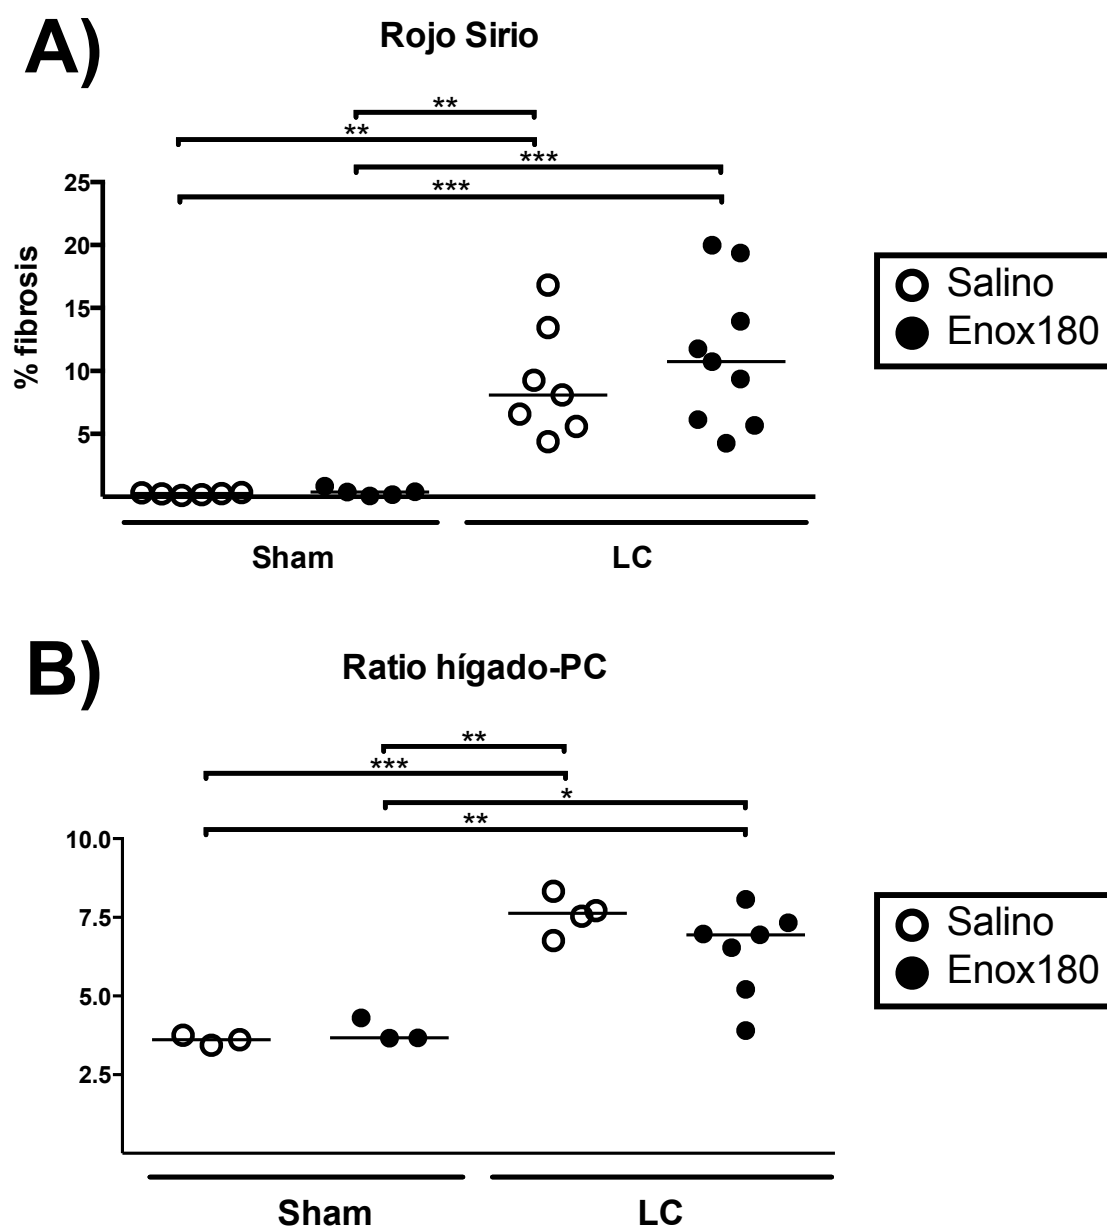 A)
Rojo Sirio
**
**
***
***
25
20
15
10
5
% fibrosis
Salino
Enox180
Sham
LC
B)
Ratio hígado-PC
**
***
*
**
10.0
7.5
5.0
2.5
Salino
Enox180
Sham
LC